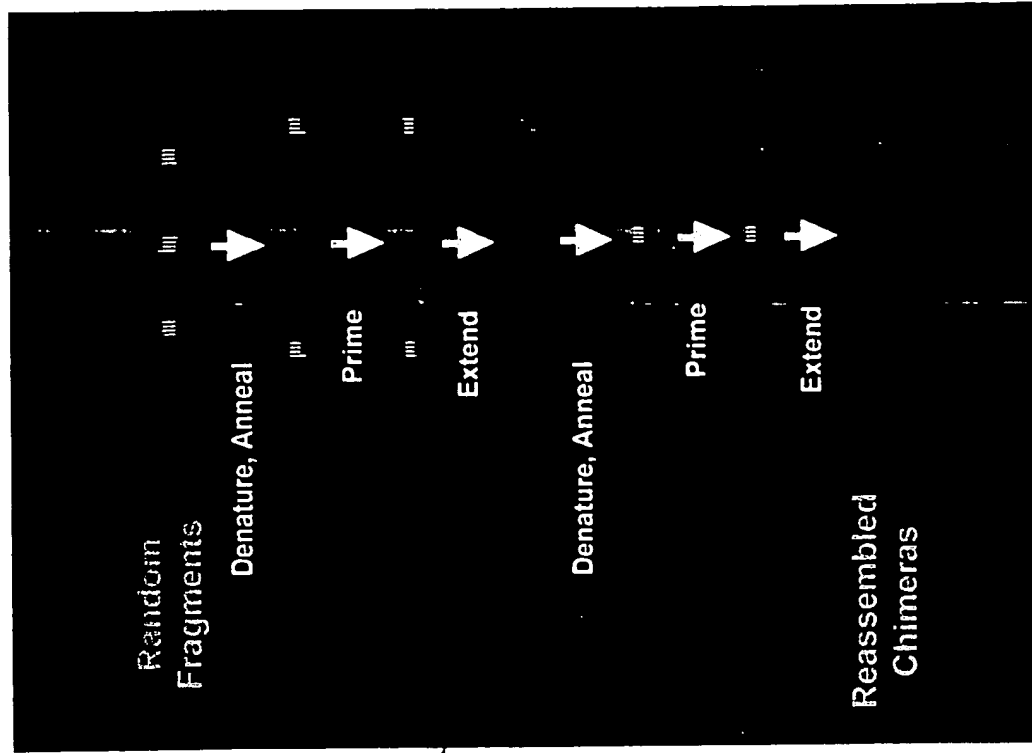 Random
Fragments
Denature, Anneal
Prime
Extend
Denature, Anneal
Prime
Extend
Reassembled
Chimeras